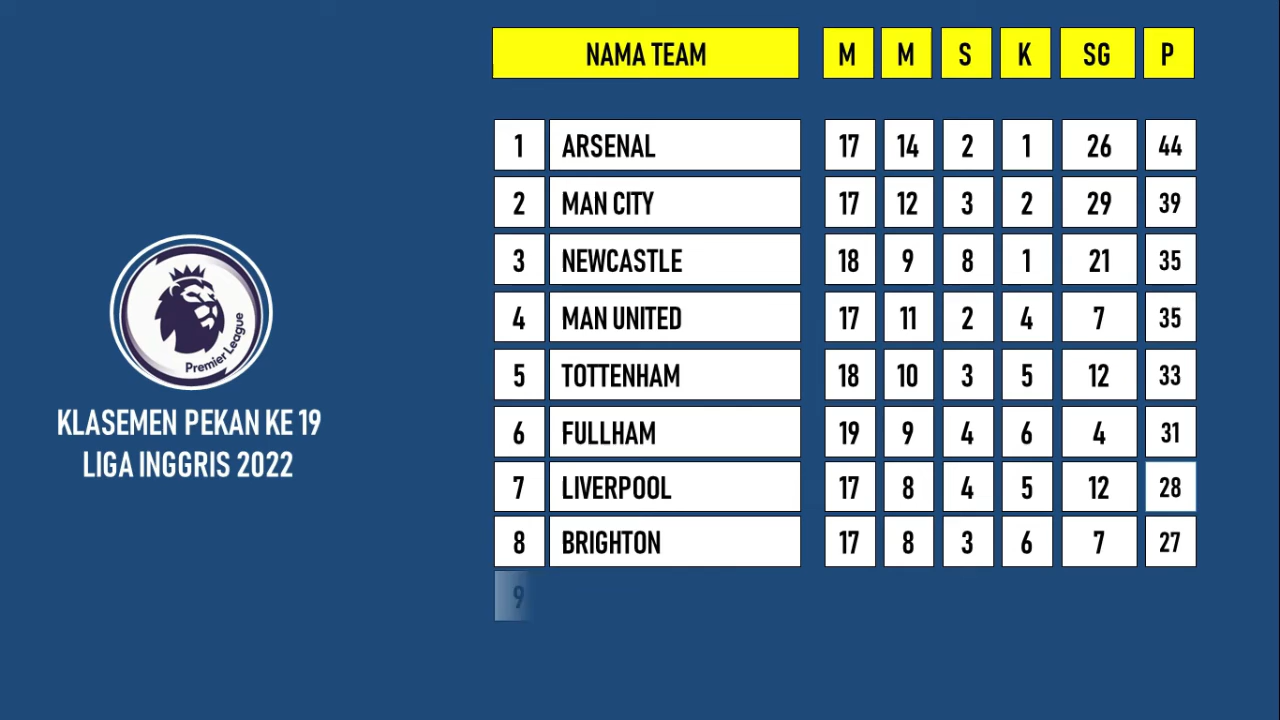 NAMA TEAM M M S K SG P
1 ARSENAL 17 14 2 1 26 44
2 MAN CITY 17 12 3 2 29 39
3 NEWCASTLE 18 9 8 1 21 35
4 MAN UNITED 17 11 2 4 7 35
5 TOTTENHAM 18 10 3 5 12 33
6 FULLHAM 19 9 4 6 4 31
7 LIVERPOOL 17 8 4 5 12 28
8 BRIGHTON 17 8 3 6 7 27
9
Premier League
KLASEMEN PEKAN KE 19
LIGA INGGRIS 2022